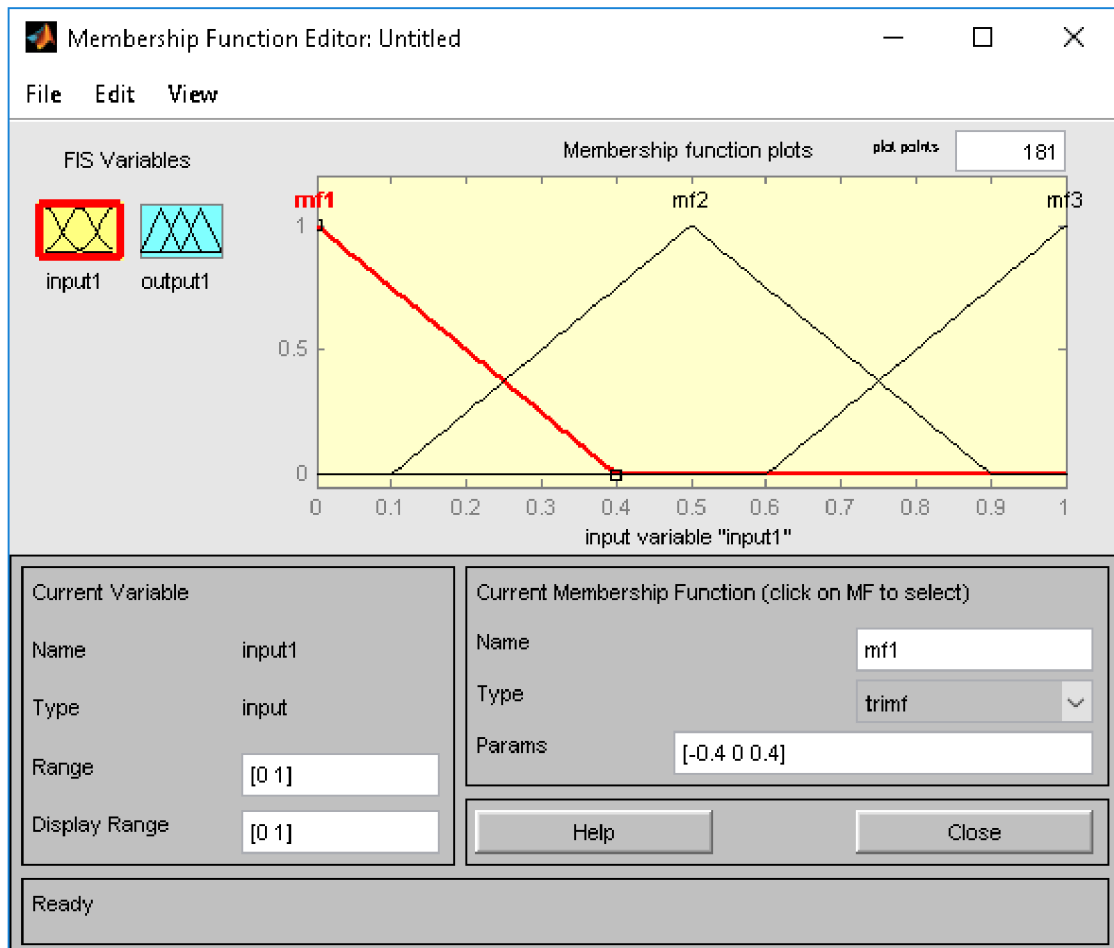 Membership Function Editor: Untitled
File Edit View
FIS Variables
Membership function plots
plot points
181
input1
output1
mf1
mf2
mf3
1
0.5
0
0 0.1 0.2 0.3 0.4 0.5 0.6 0.7 0.8 0.9 1
input variable "input1"
Current Variable
Name input1
Type input
Range [0 1]
Display Range [0 1]
Current Membership Function (click on MF to select)
Name mf1
Type trimf
Params [-0.4 0 0.4]
Help Close
Ready